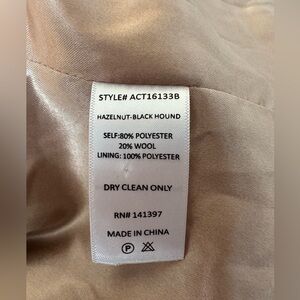 STYLE# ACT16133B
HAZELNUT-BLACK HOUND
SELF:80% POLYESTER
20% WOOL
LINING: 100% POLYESTER
DRY CLEAN ONLY
RN# 141397
MADE IN CHINA
P